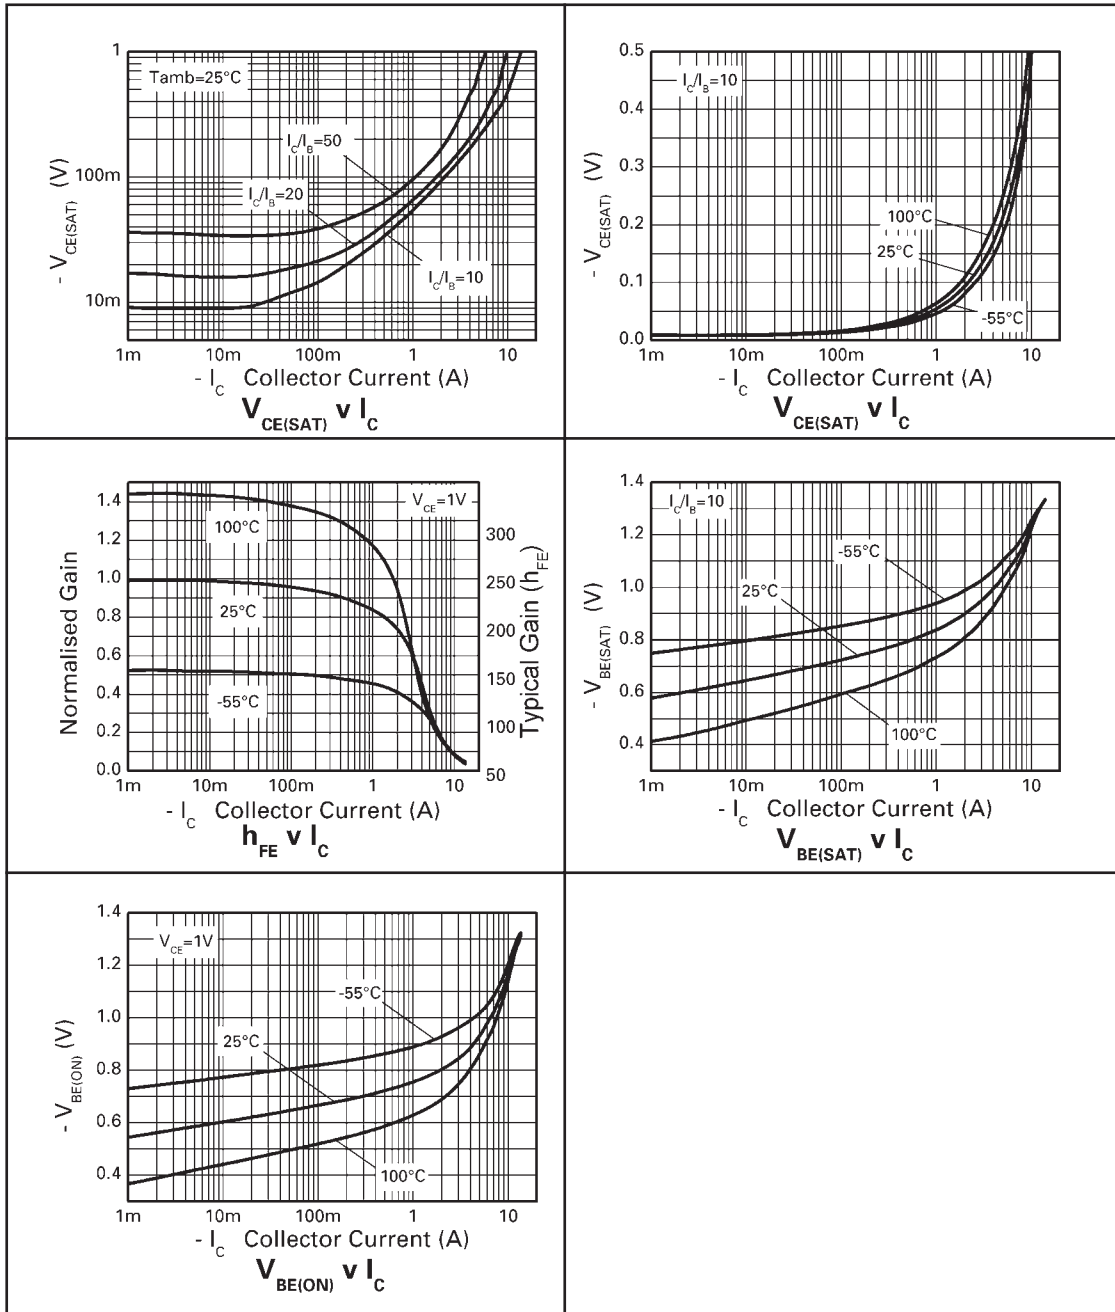 1
100m
10m
- V_CE(SAT) (V)
Tamb=25°C
I_C/I_B=50
I_C/I_B=20
I_C/I_B=10
1m 10m 100m 1 10
- I_C Collector Current (A)
V_CE(SAT) v I_C
0.5
0.4
0.3
0.2
0.1
0.0
- V_CE(SAT) (V)
I_C/I_B=10
100°C
25°C
-55°C
1m 10m 100m 1 10
- I_C Collector Current (A)
V_CE(SAT) v I_C
1.4
1.2
1.0
0.8
0.6
0.4
0.2
0.0
Normalised Gain
V_CE=1V
100°C
25°C
-55°C
300
250
200
150
100
50
Typical Gain (h_FE)
1m 10m 100m 1 10
- I_C Collector Current (A)
h_FE v I_C
1.4
1.2
1.0
0.8
0.6
0.4
- V_BE(SAT) (V)
I_C/I_B=10
-55°C
25°C
100°C
1m 10m 100m 1 10
- I_C Collector Current (A)
V_BE(SAT) v I_C
1.4
1.2
1.0
0.8
0.6
0.4
- V_BE(ON) (V)
V_CE=1V
-55°C
25°C
100°C
1m 10m 100m 1 10
- I_C Collector Current (A)
V_BE(ON) v I_C